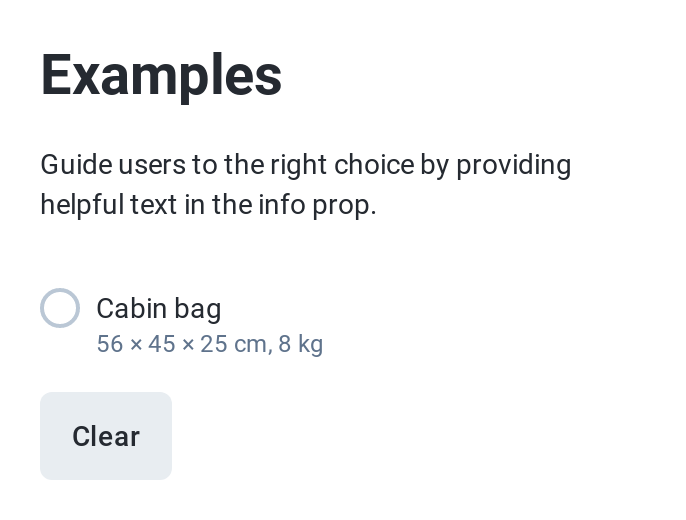 Examples
Guide users to the right choice by providing
helpful text in the info prop.
Cabin bag
56 × 45 × 25 cm, 8 kg
Clear